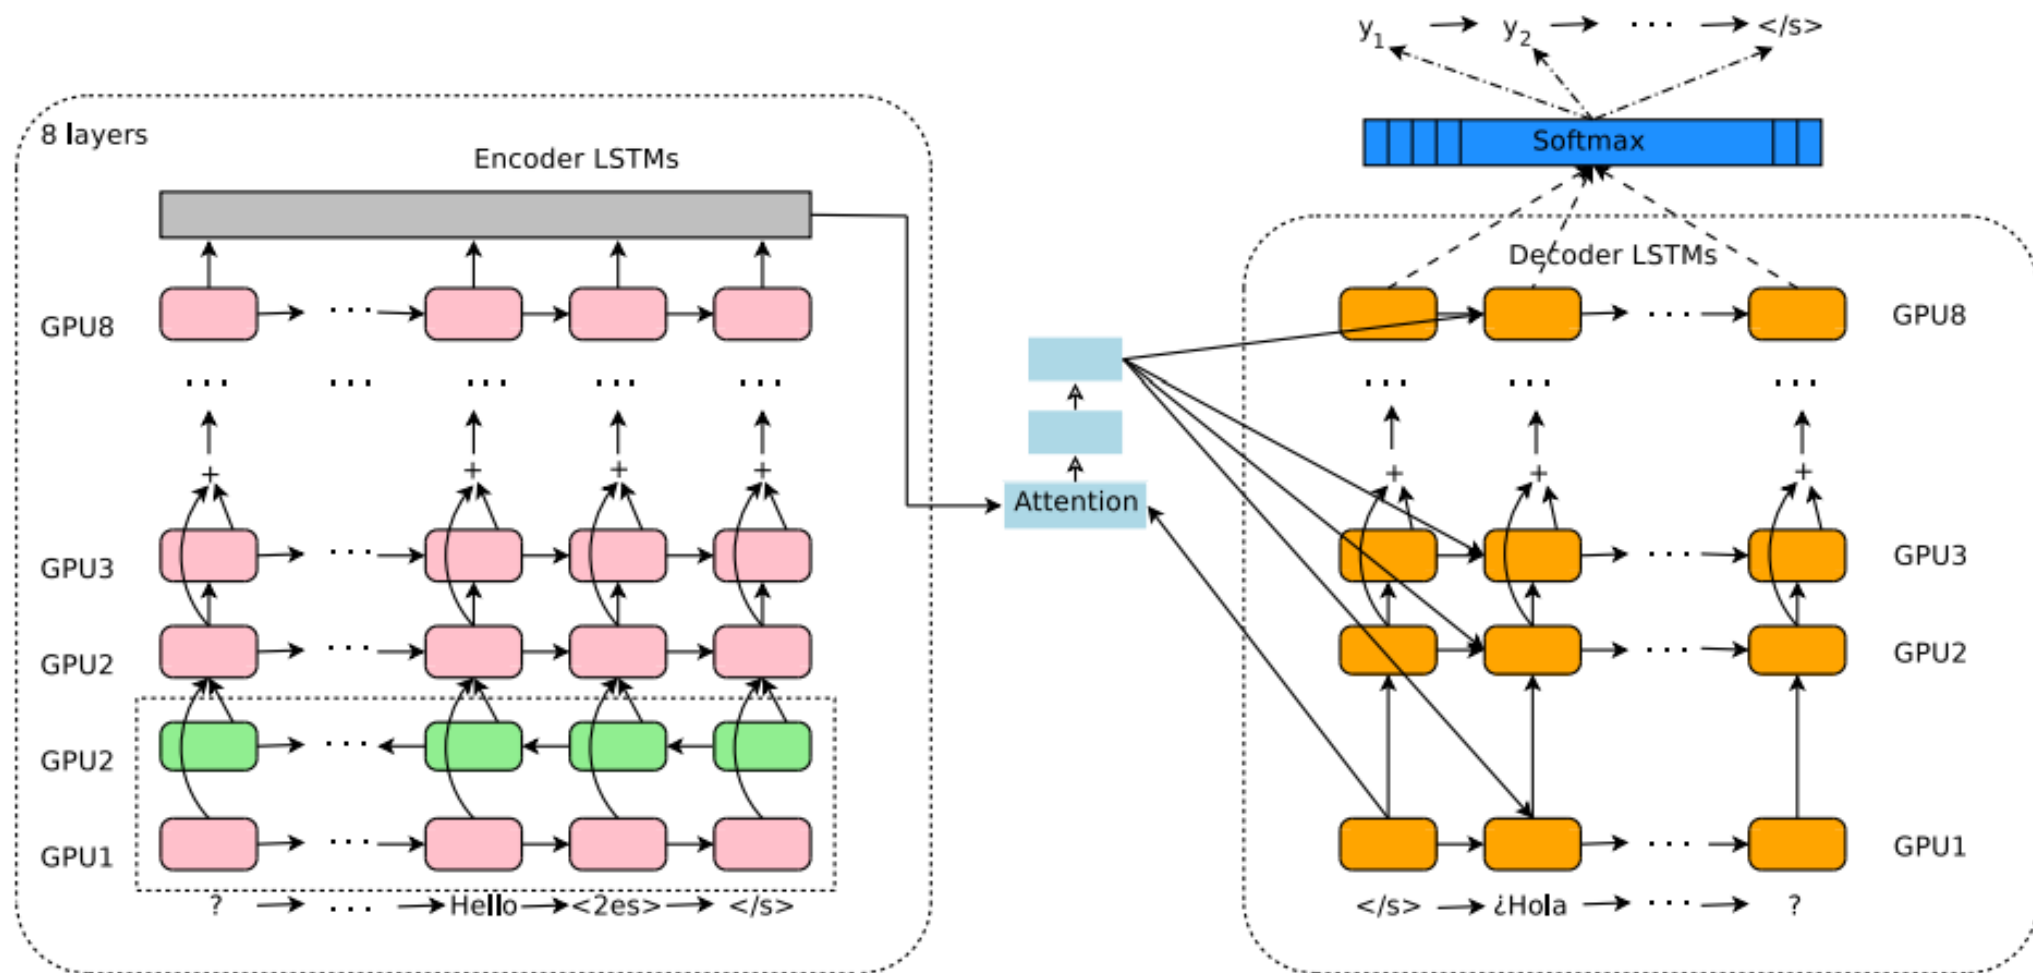 y1 → y2 → ... → </s>
8 layers
Encoder LSTMs
Softmax
Decoder LSTMs
GPU8
GPU8
...
...
...
...
...
...
...
...
+
+
+
+
+
+
+
Attention
GPU3
...
...
GPU3
GPU2
...
...
GPU2
GPU2
...
GPU1
...
...
GPU1
? → ... → Hello → <2es> → </s>
</s> → ¿Hola → ... → ?